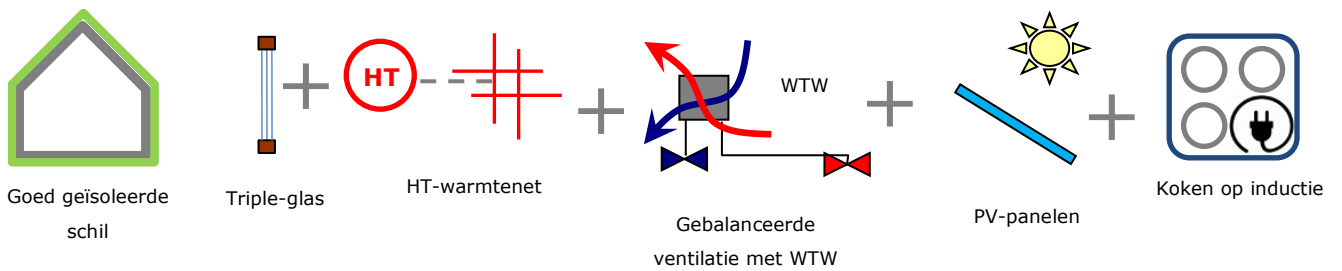 Goed geïsoleerde
schil
Triple-glas
HT
HT-warmtenet
WTW
Gebalanceerde
ventilatie met WTW
PV-panelen
Koken op inductie